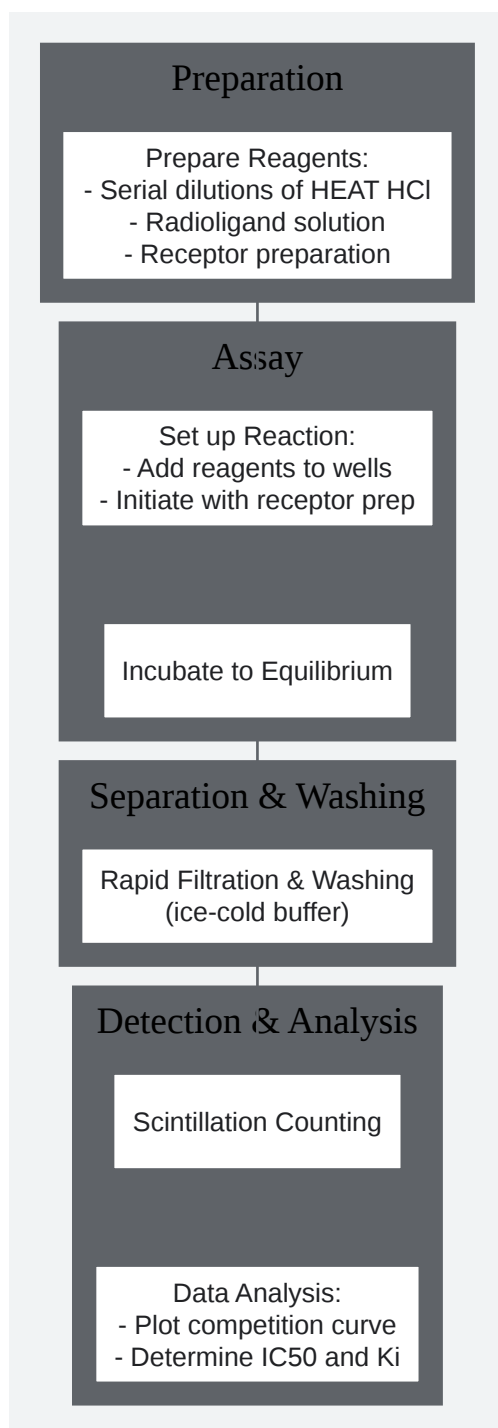 Preparation
Prepare Reagents:
- Serial dilutions of HEAT HCl
- Radioligand solution
- Receptor preparation
Assay
Set up Reaction:
- Add reagents to wells
- Initiate with receptor prep
Incubate to Equilibrium
Separation & Washing
Rapid Filtration & Washing
(ice-cold buffer)
Detection & Analysis
Scintillation Counting
Data Analysis:
- Plot competition curve
- Determine IC50 and Ki